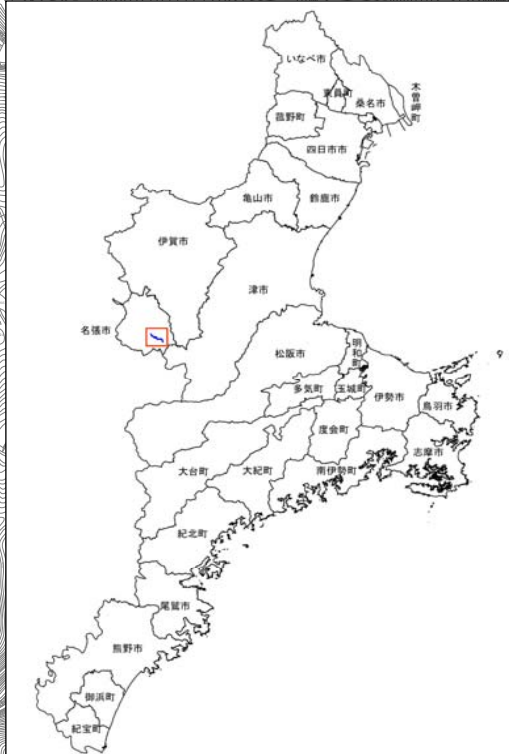 いなべ市
東員町
桑名市
木曽岬町
菰野町
四日市市
亀山市
鈴鹿市
伊賀市
津市
名張市
松阪市
明和町
多気町
玉城町
伊勢市
鳥羽市
度会町
志摩市
大台町
大紀町
南伊勢町
紀北町
尾鷲市
熊野市
御浜町
紀宝町